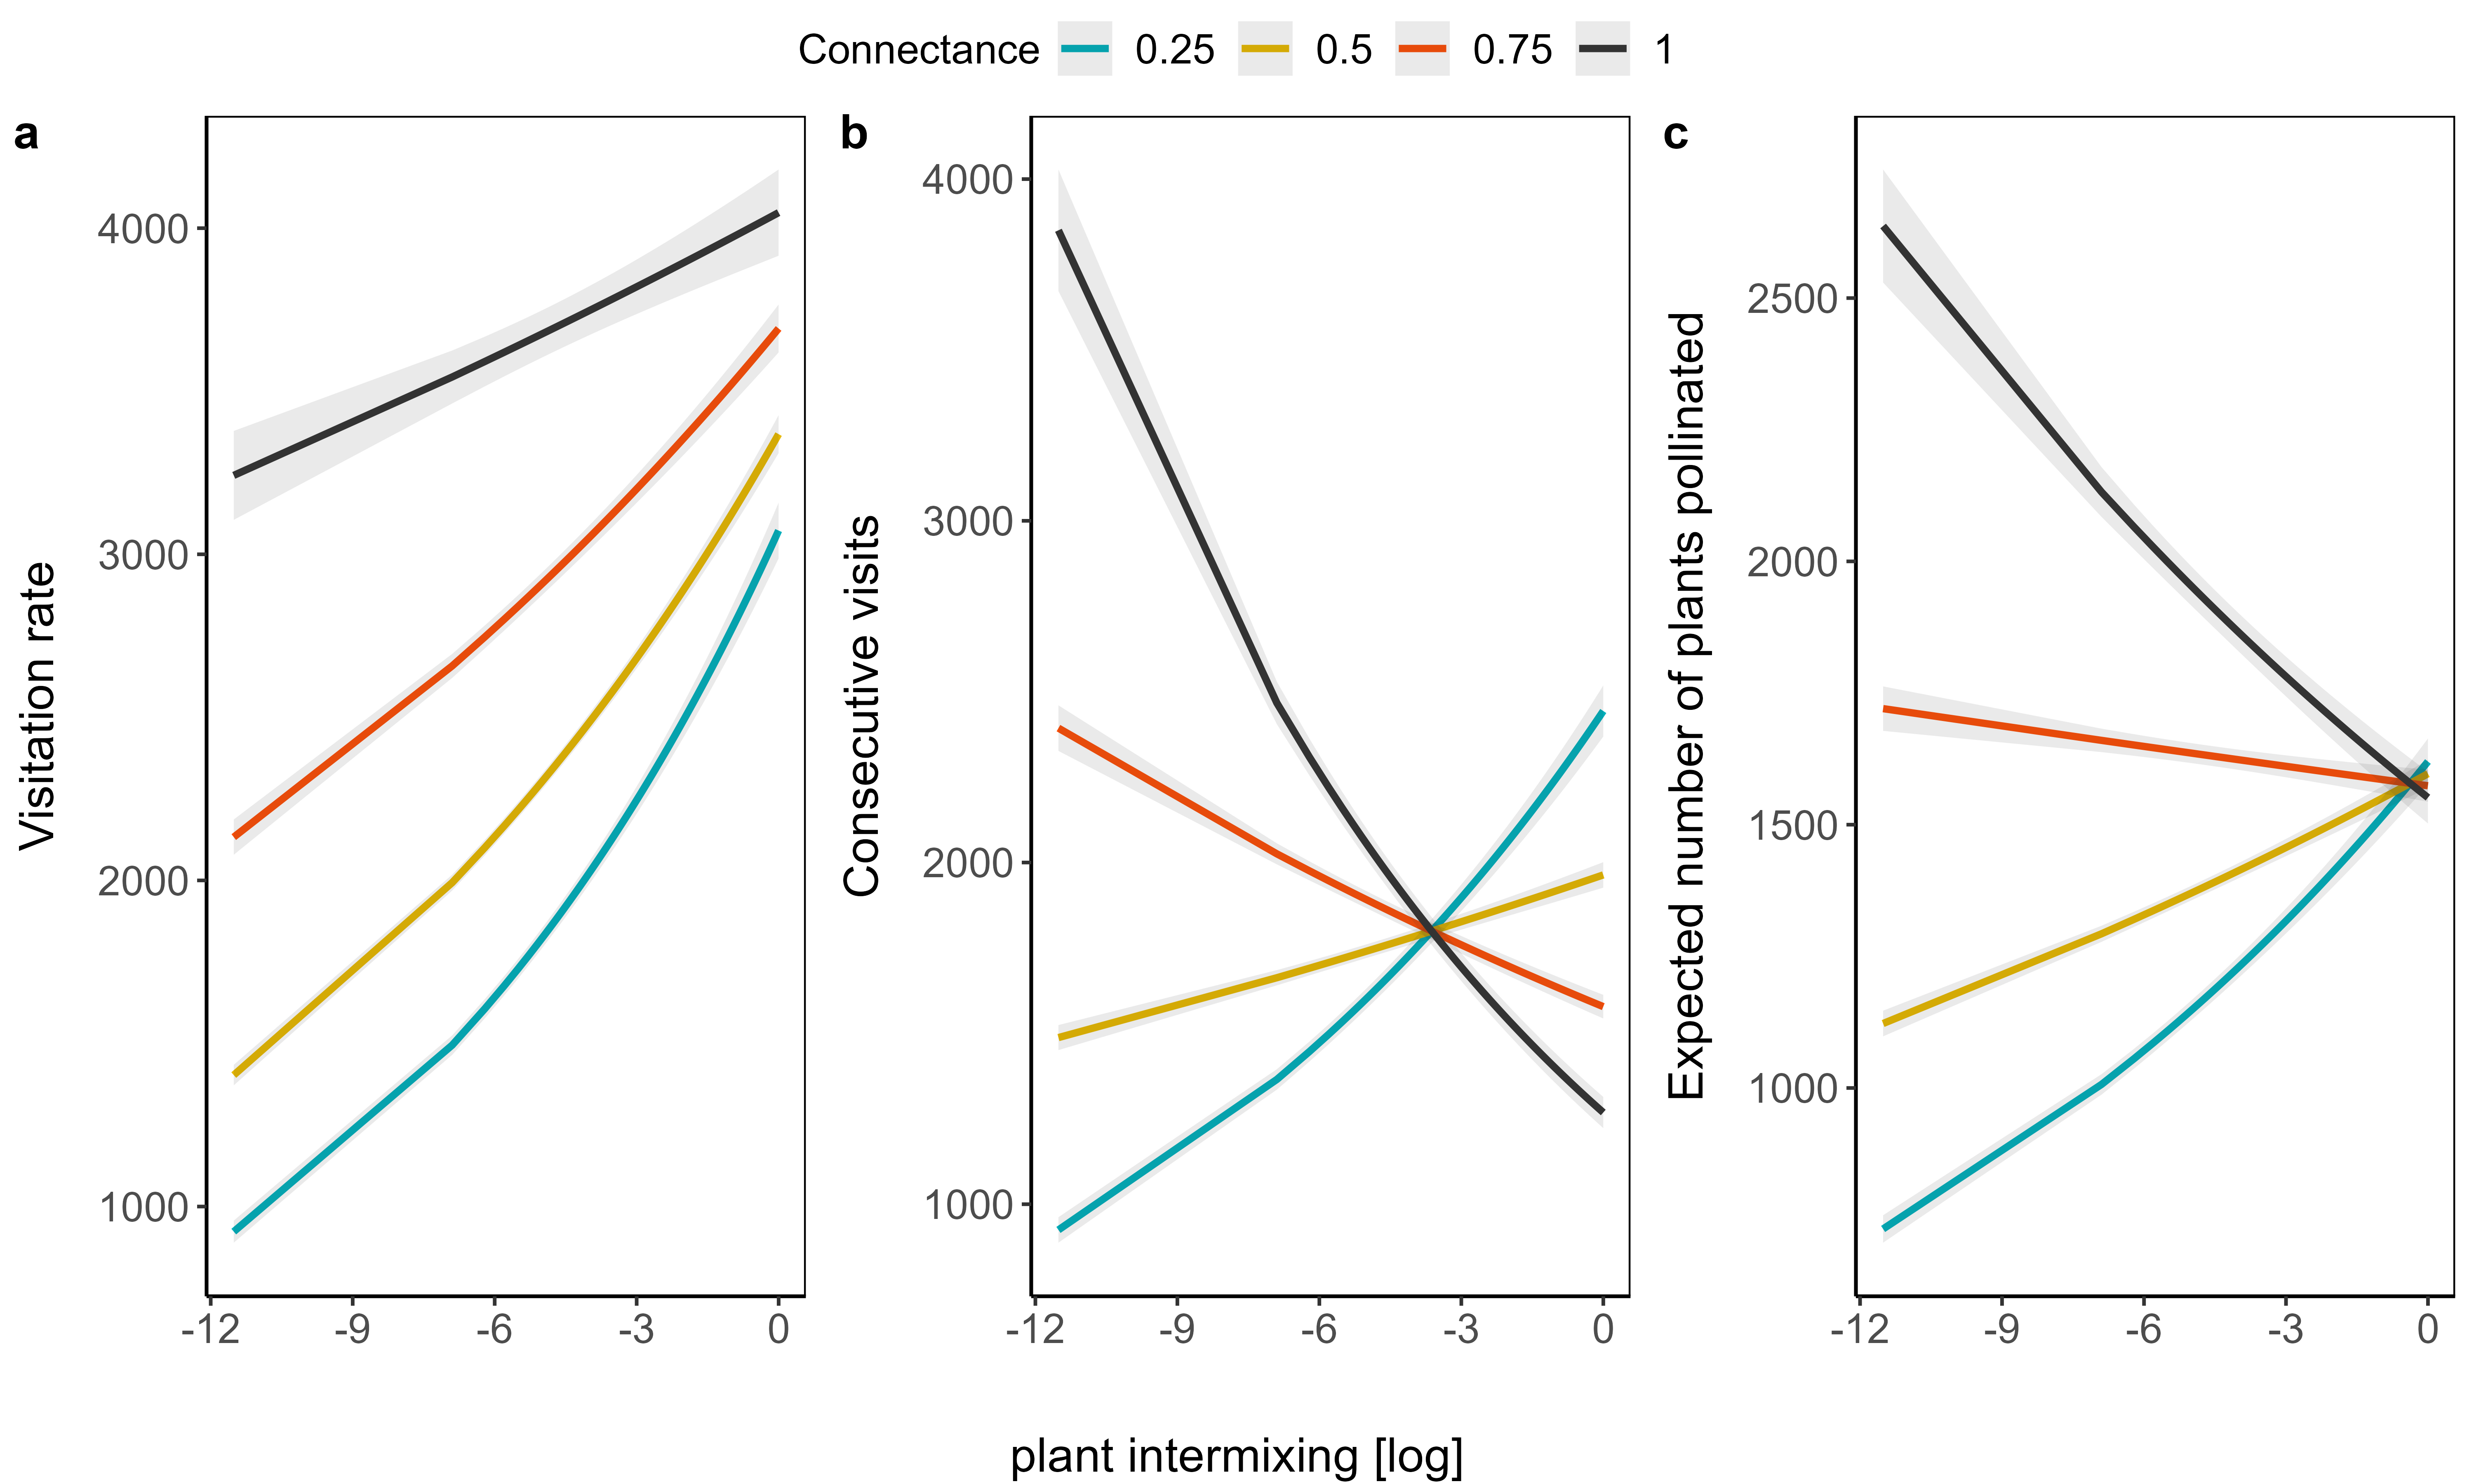 Connectance 0.25 0.5 0.75 1
a
Visitation rate
4000
3000
2000
1000
-12 -9 -6 -3 0
b
Consecutive visits
4000
3000
2000
1000
-12 -9 -6 -3 0
c
Expected number of plants pollinated
2500
2000
1500
1000
-12 -9 -6 -3 0
plant intermixing [log]